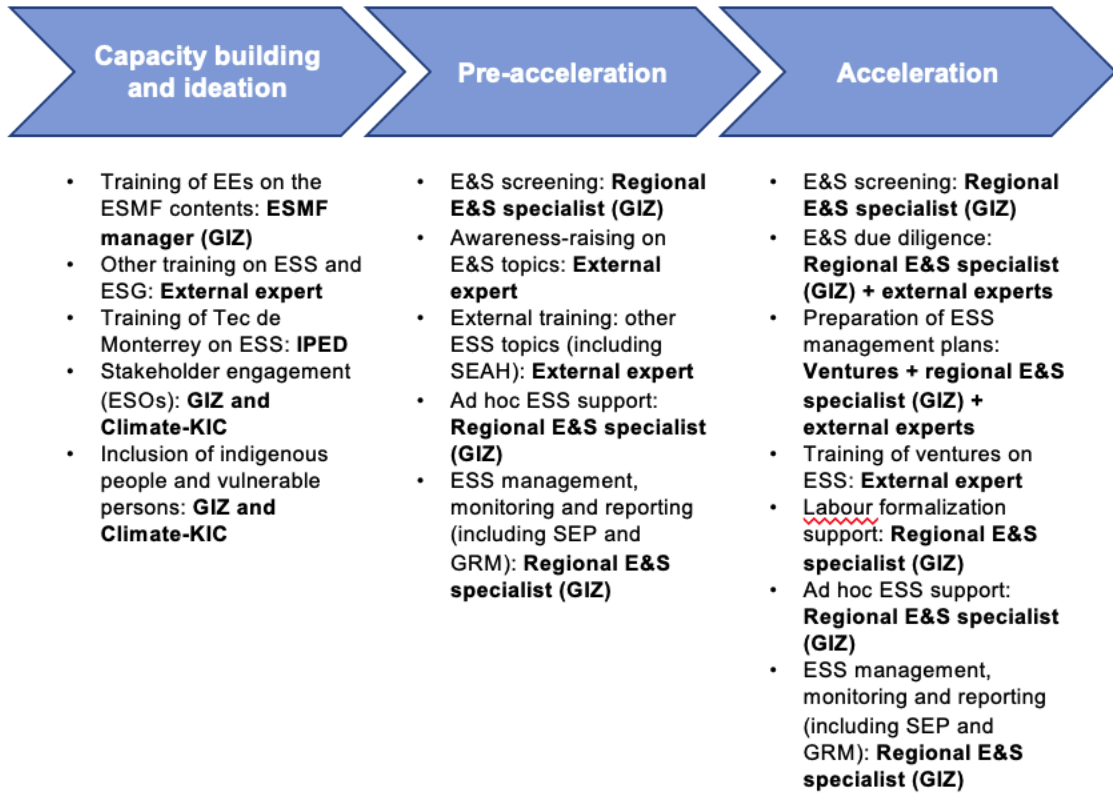 Capacity building
and ideation
Pre-acceleration
Acceleration
• Training of EEs on the
ESMF contents: ESMF
manager (GIZ)
• Other training on ESS and
ESG: External expert
• Training of Tec de
Monterrey on ESS: IPED
• Stakeholder engagement
(ESOs): GIZ and
Climate-KIC
• Inclusion of indigenous
people and vulnerable
persons: GIZ and
Climate-KIC
• E&S screening: Regional
E&S specialist (GIZ)
• Awareness-raising on
E&S topics: External
expert
• External training: other
ESS topics (including
SEAH): External expert
• Ad hoc ESS support:
Regional E&S specialist
(GIZ)
• ESS management,
monitoring and reporting
(including SEP and
GRM): Regional E&S
specialist (GIZ)
• E&S screening: Regional
E&S specialist (GIZ)
• E&S due diligence:
Regional E&S specialist
(GIZ) + external experts
• Preparation of ESS
management plans:
Ventures + regional E&S
specialist (GIZ) +
external experts
• Training of ventures on
ESS: External expert
• Labour formalization
support: Regional E&S
specialist (GIZ)
• Ad hoc ESS support:
Regional E&S specialist
(GIZ)
• ESS management,
monitoring and reporting
(including SEP and
GRM): Regional E&S
specialist (GIZ)